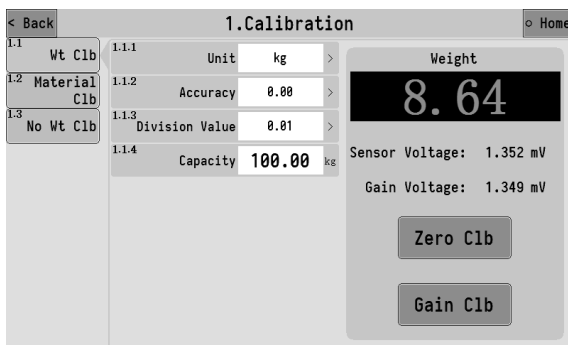 < Back
1.Calibration
○ Home
1.1 Wt Clb
1.2 Material Clb
1.3 No Wt Clb
1.1.1 Unit kg >
1.1.2 Accuracy 0.00 >
1.1.3 Division Value 0.01 >
1.1.4 Capacity 100.00 kg
Weight
8.64
Sensor Voltage: 1.352 mV
Gain Voltage: 1.349 mV
Zero Clb
Gain Clb